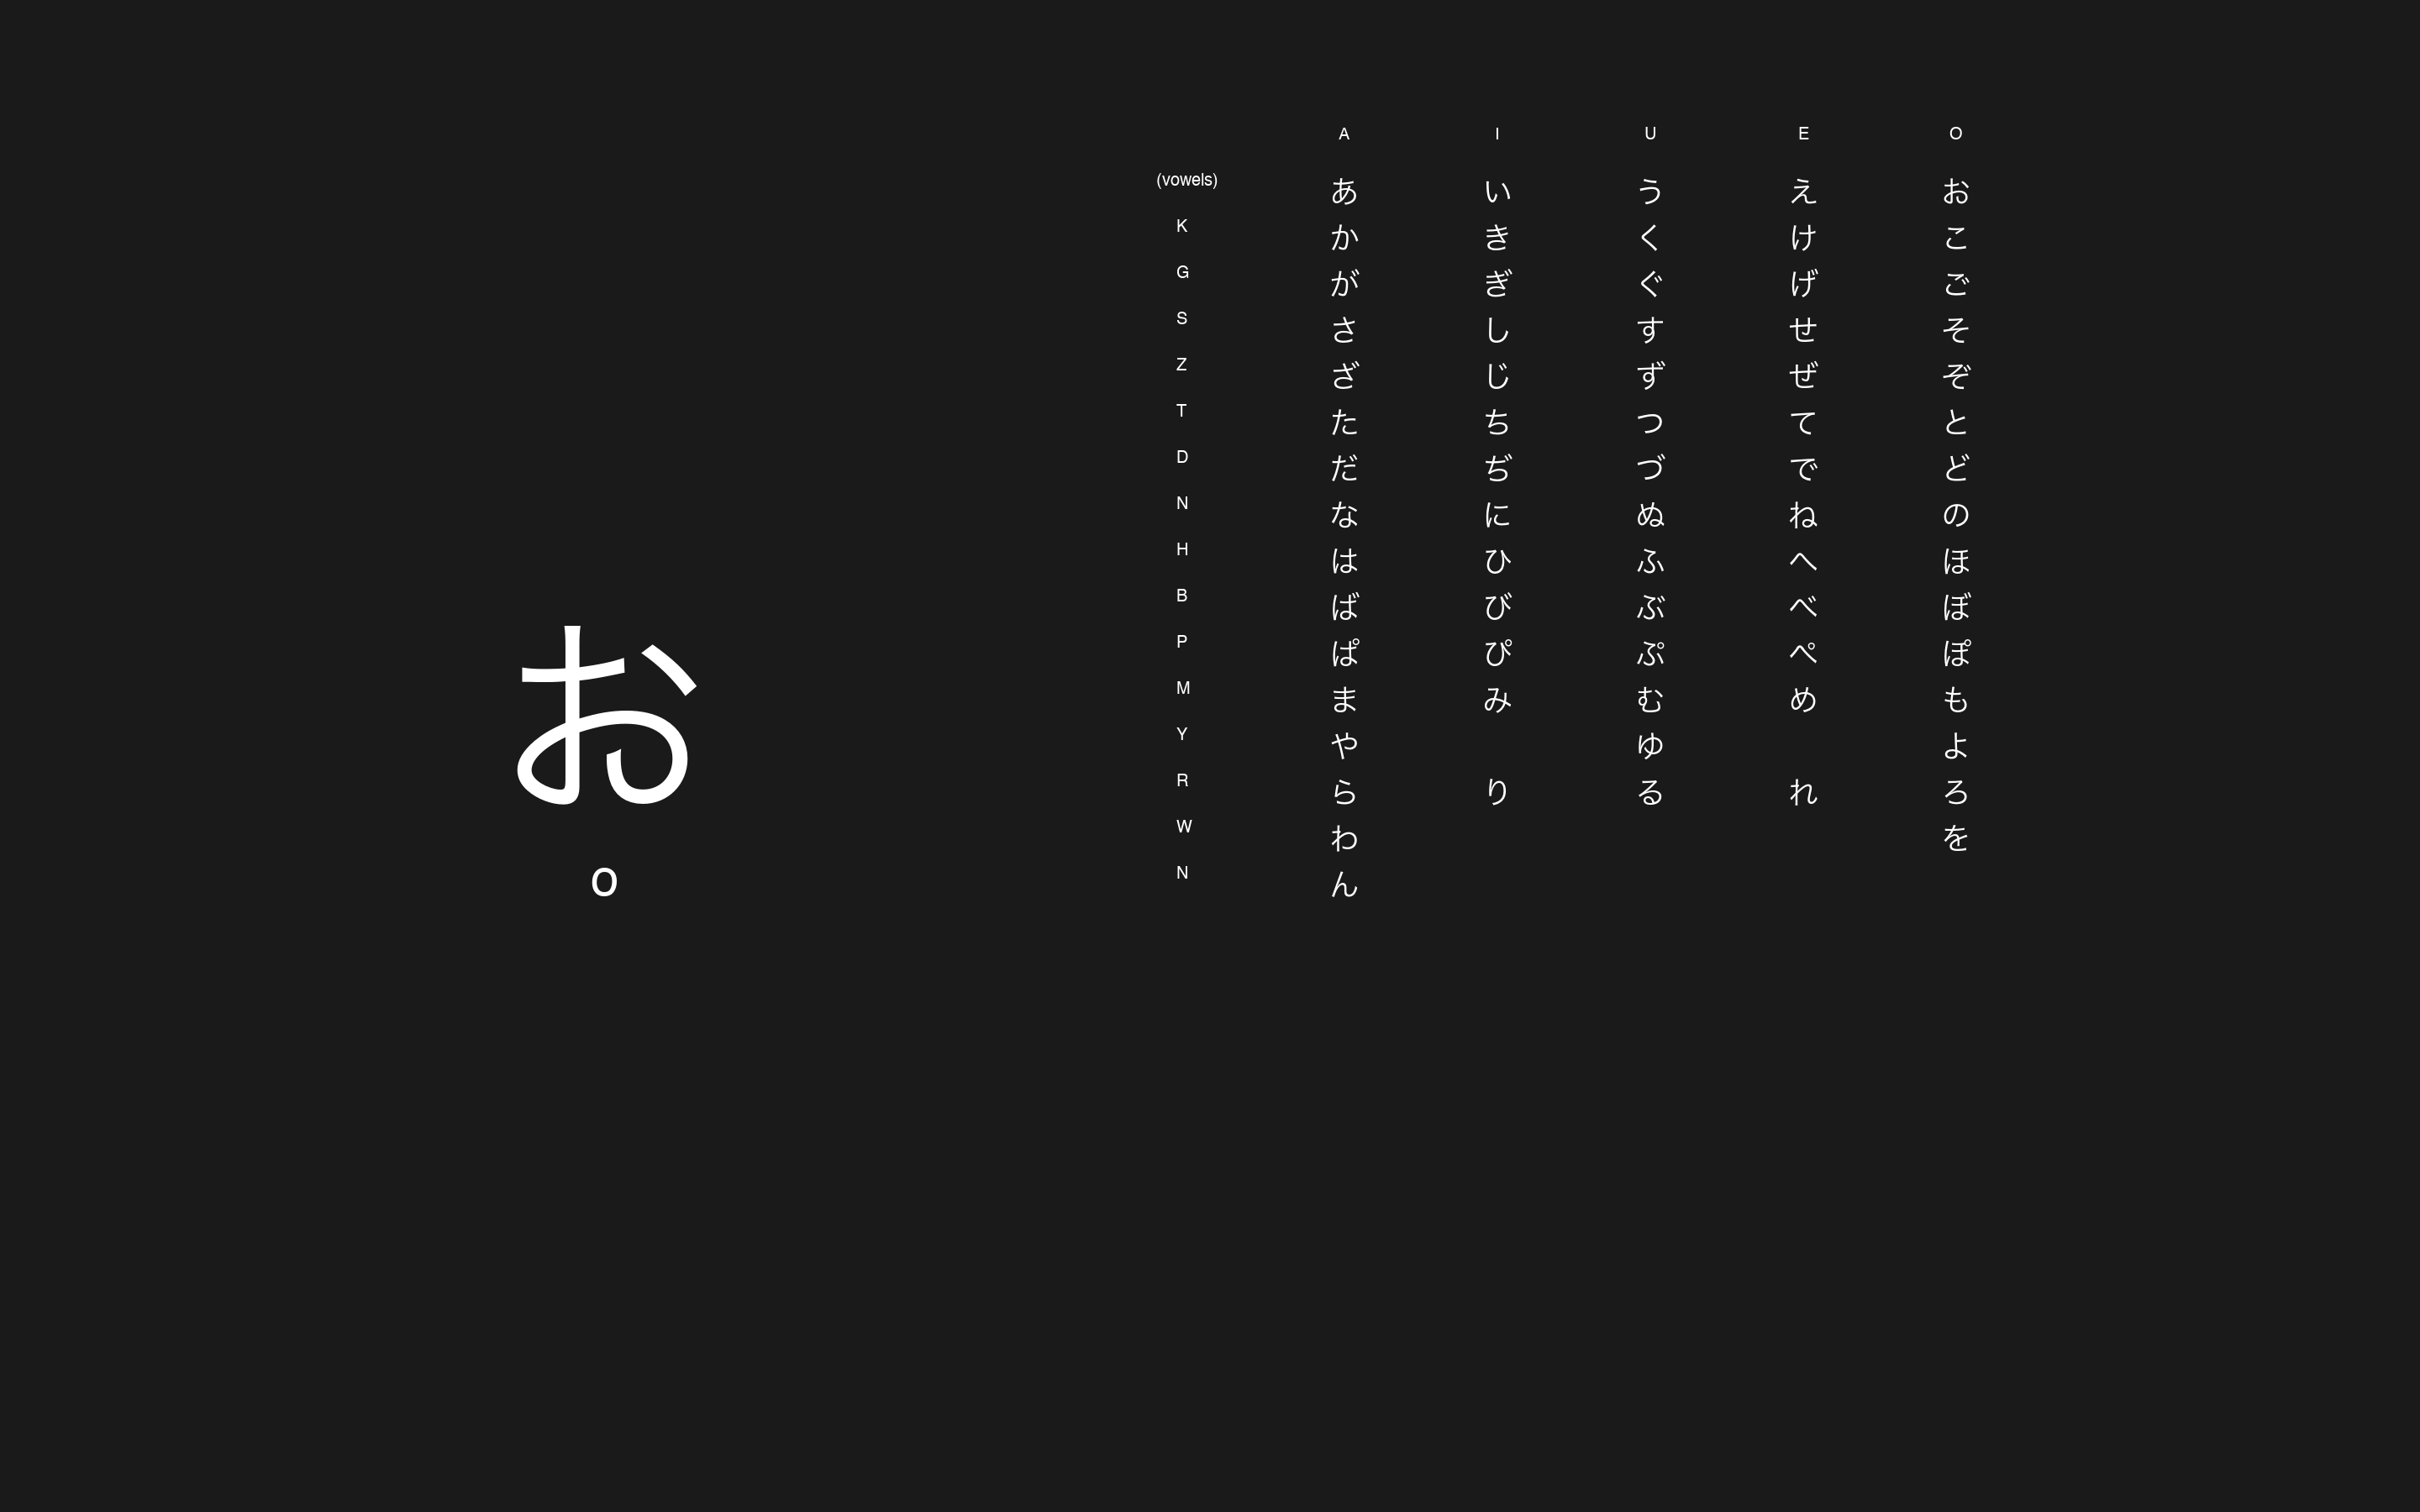 お
o
A I U E O
(vowels) あ い う え お
K か き く け こ
G が ぎ ぐ げ ご
S さ し す せ そ
Z ざ じ ず ぜ ぞ
T た ち つ て と
D だ ぢ づ で ど
N な に ぬ ね の
H は ひ ふ へ ほ
B ば び ぶ べ ぼ
P ぱ ぴ ぷ ぺ ぽ
M ま み む め も
Y や ゆ よ
R ら り る れ ろ
W わ を
N ん